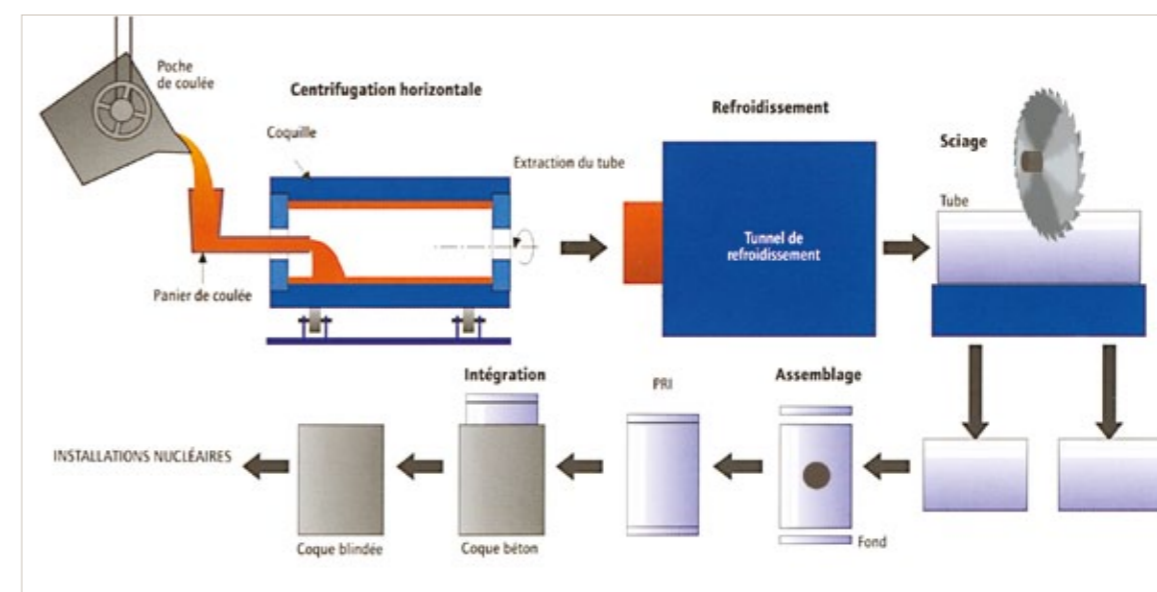 Poche
de coulée
Centrifugation horizontale
Coquille
Extraction du tube
Panier de coulée
Refroidissement
Tunnel de
refroidissement
Sciage
Tube
Intégration
PRI
Assemblage
INSTALLATIONS NUCLÉAIRES
Coque blindée
Coque béton
Fond